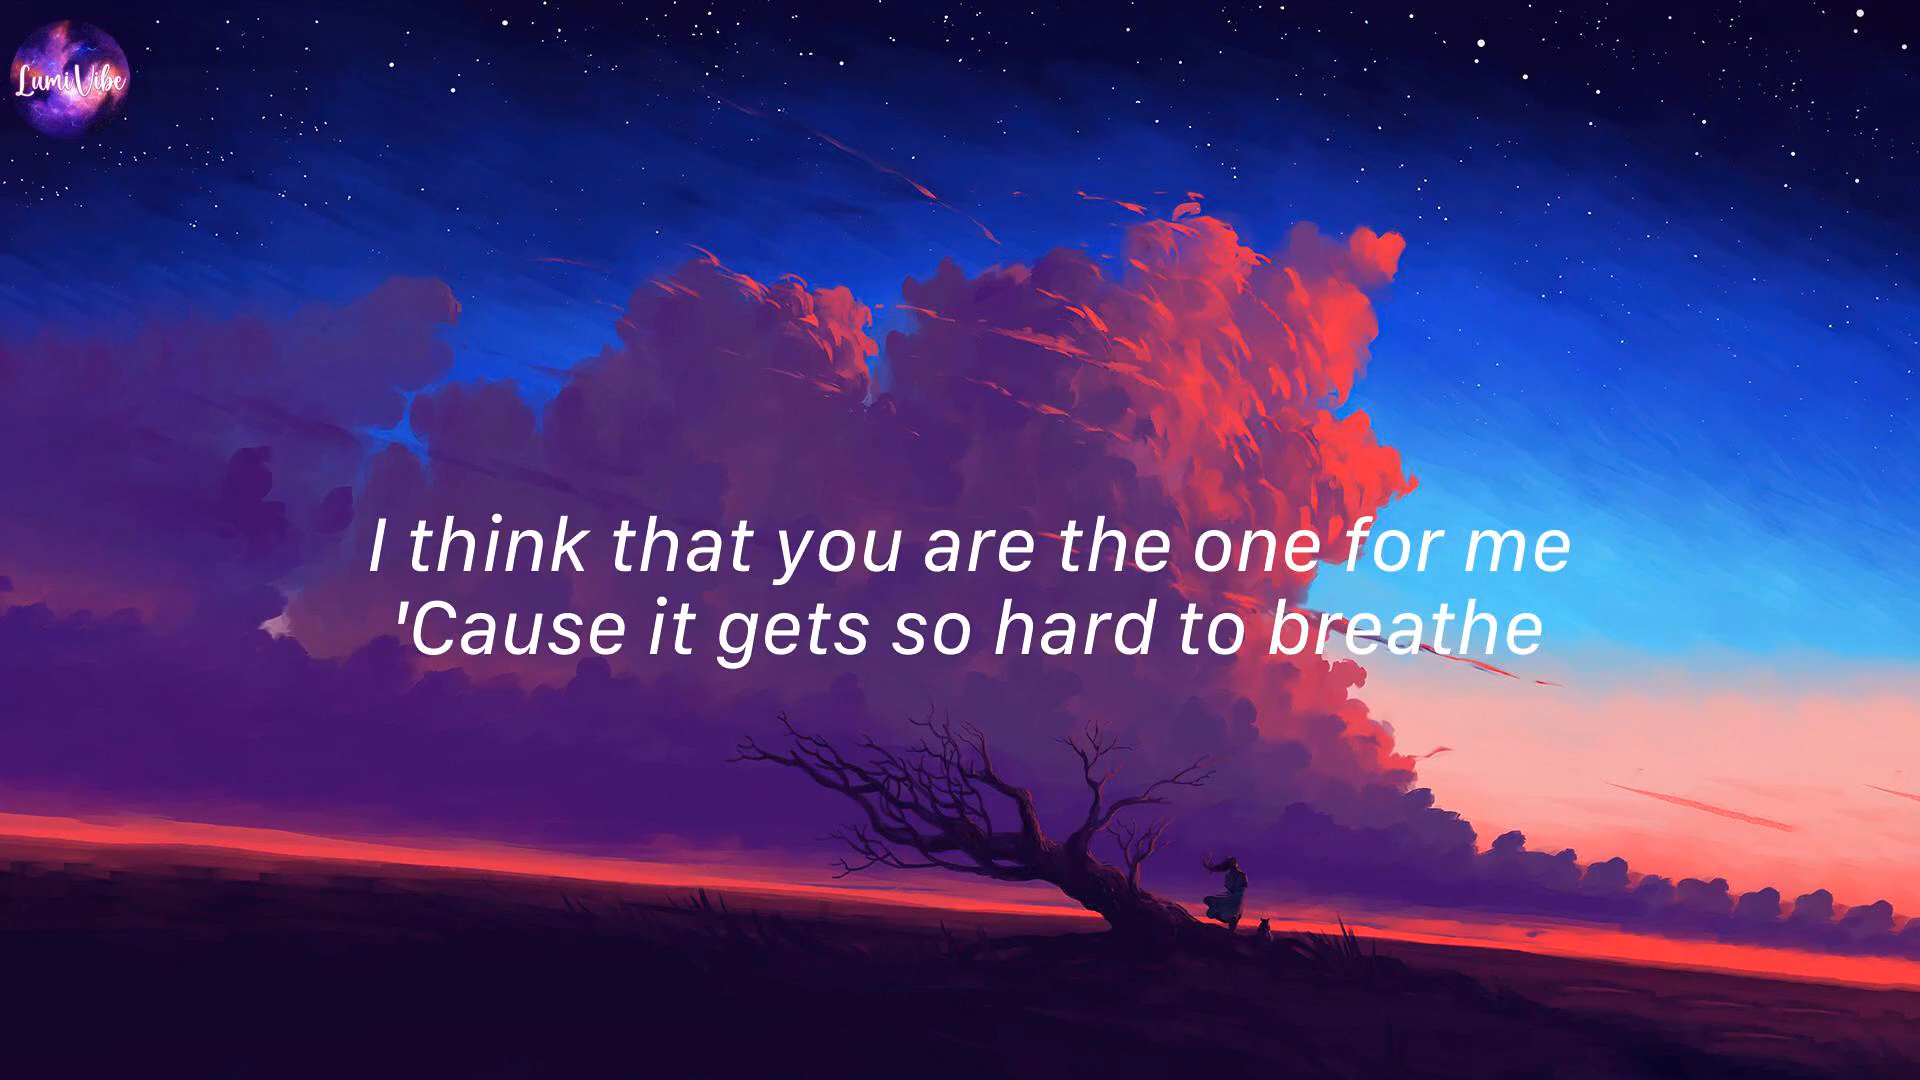 LumiVibe
I think that you are the one for me
'Cause it gets so hard to breathe